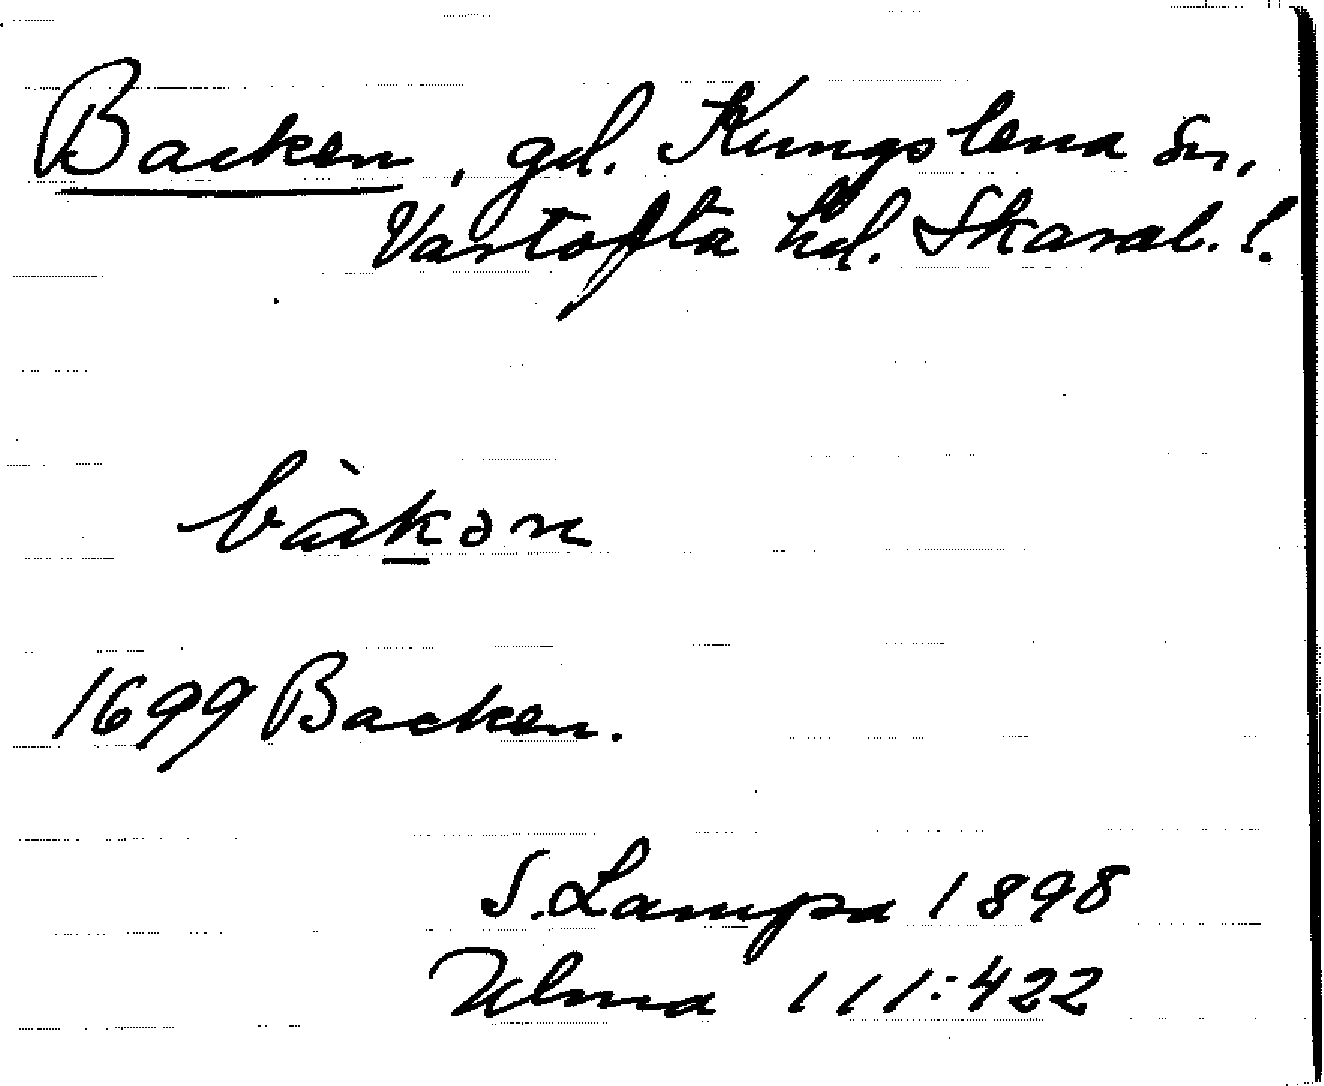 Backen, gd. Kungslena sn,
Vartofta hd. Skarab. l.
bàkən
1699 Backen.
S. Lampa 1898
Ulma 111:422